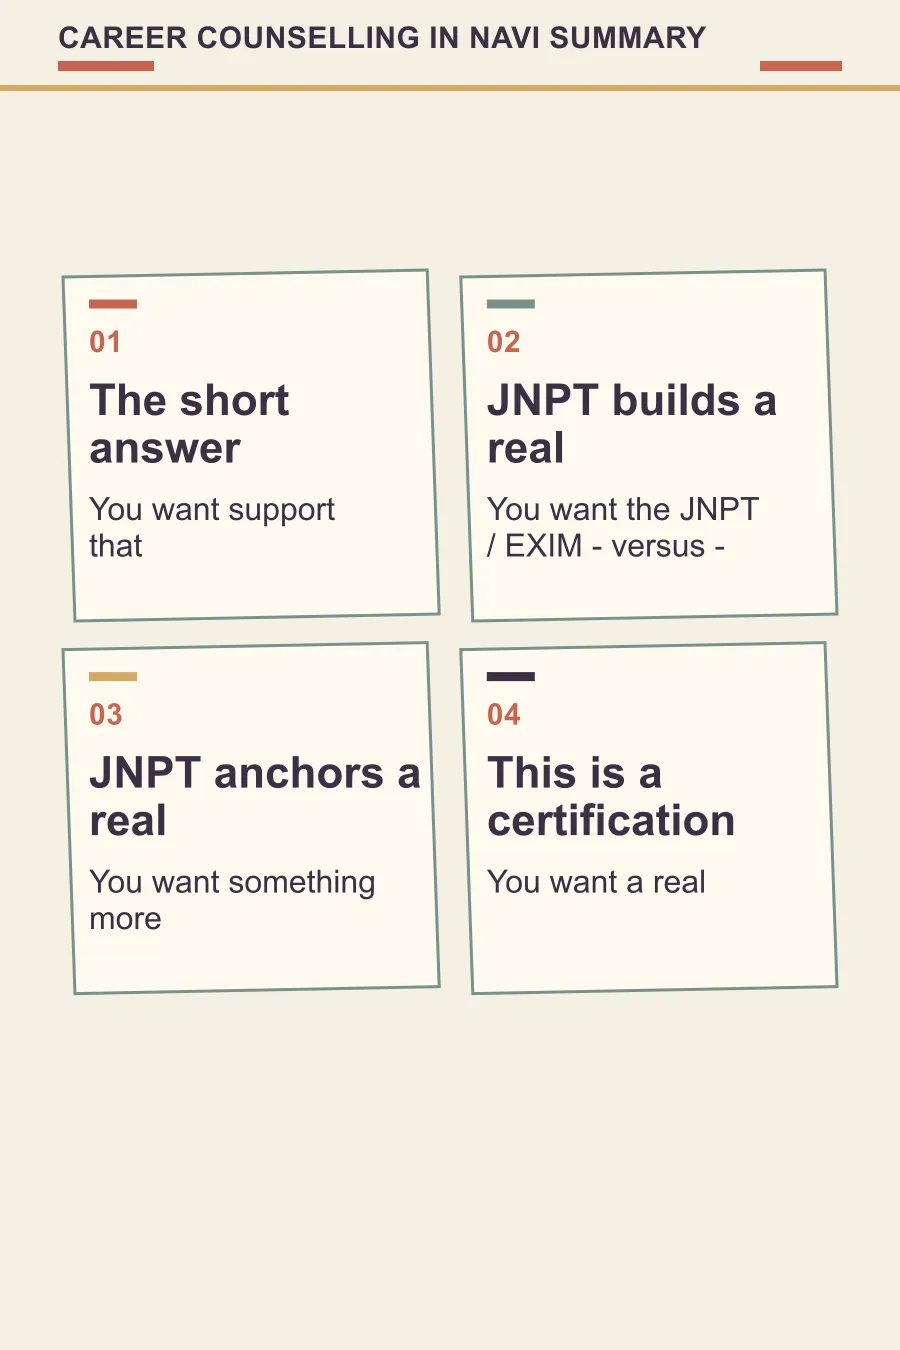 CAREER COUNSELLING IN NAVI SUMMARY
01
The short
answer
You want support
that
02
JNPT builds a
real
You want the JNPT
/ EXIM - versus -
03
JNPT anchors a
real
You want something
more
04
This is a
certification
You want a real